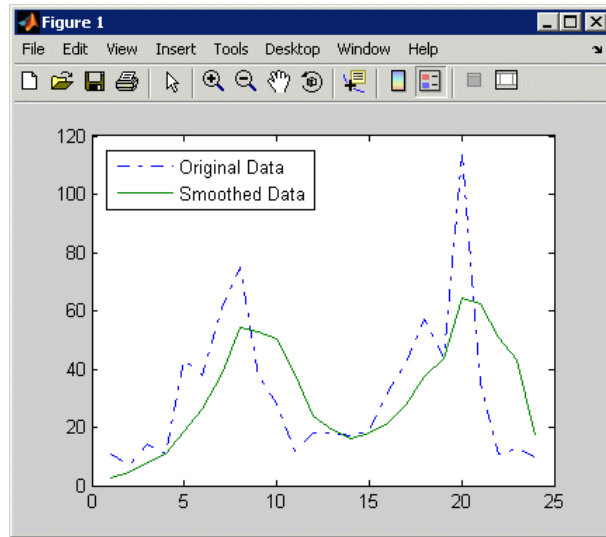 Figure 1
File Edit View Insert Tools Desktop Window Help
120
100
80
60
40
20
0
0 5 10 15 20 25
Original Data
Smoothed Data